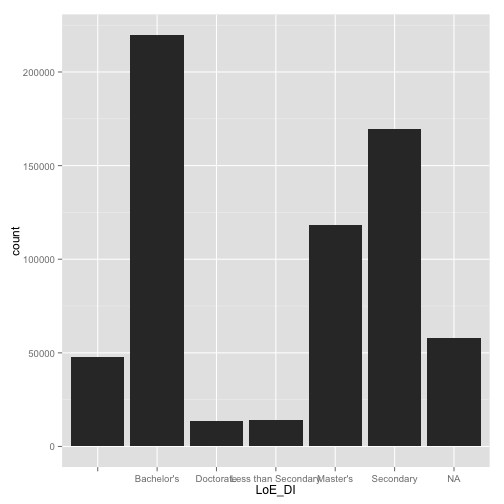 200000
150000
100000
50000
0
count
Bachelor's Doctorate Less than Secondary Master's Secondary NA
LoE_DI